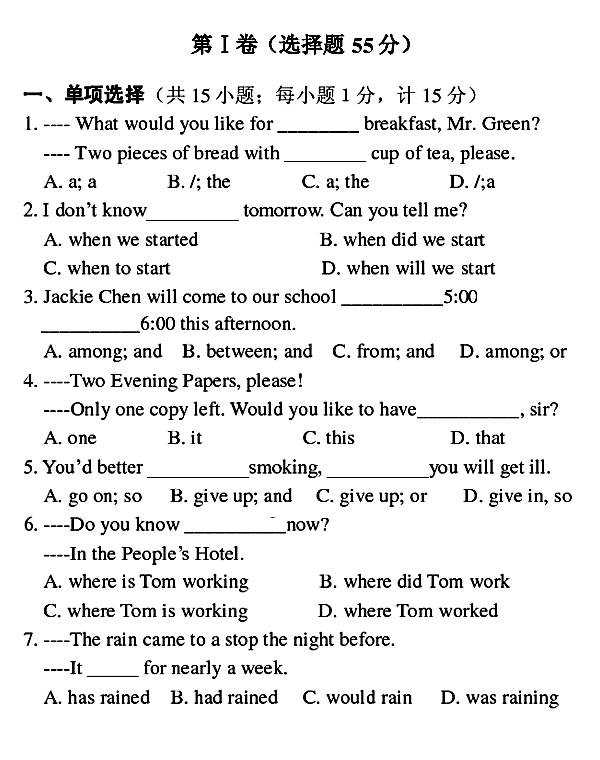 第Ⅰ卷（选择题 55分）
一、单项选择（共 15 小题；每小题 1 分，计 15 分）
1. ---- What would you like for ________ breakfast, Mr. Green?
---- Two pieces of bread with ________ cup of tea, please.
A. a; a B. /; the C. a; the D. /;a
2. I don't know_________ tomorrow. Can you tell me?
A. when we started B. when did we start
C. when to start D. when will we start
3. Jackie Chen will come to our school __________5:00
__________6:00 this afternoon.
A. among; and B. between; and C. from; and D. among; or
4. ----Two Evening Papers, please!
----Only one copy left. Would you like to have__________, sir?
A. one B. it C. this D. that
5. You'd better __________smoking, __________you will get ill.
A. go on; so B. give up; and C. give up; or D. give in, so
6. ----Do you know __________now?
----In the People's Hotel.
A. where is Tom working B. where did Tom work
C. where Tom is working D. where Tom worked
7. ----The rain came to a stop the night before.
----It _____ for nearly a week.
A. has rained B. had rained C. would rain D. was raining